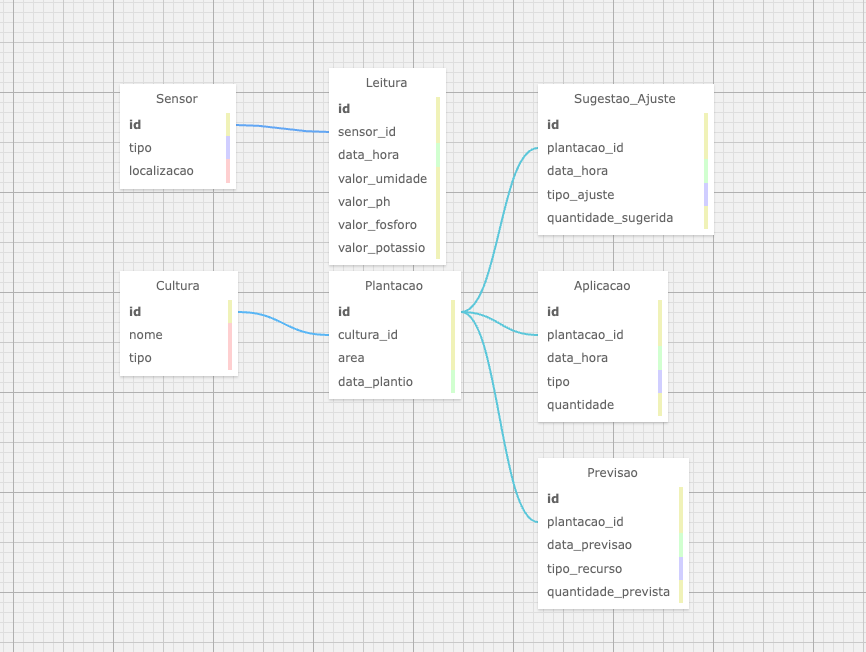 Sensor
id
tipo
localizacao
Leitura
id
sensor_id
data_hora
valor_umidade
valor_ph
valor_fosforo
valor_potassio
Sugestao_Ajuste
id
plantacao_id
data_hora
tipo_ajuste
quantidade_sugerida
Cultura
id
nome
tipo
Plantacao
id
cultura_id
area
data_plantio
Aplicacao
id
plantacao_id
data_hora
tipo
quantidade
Previsao
id
plantacao_id
data_previsao
tipo_recurso
quantidade_prevista